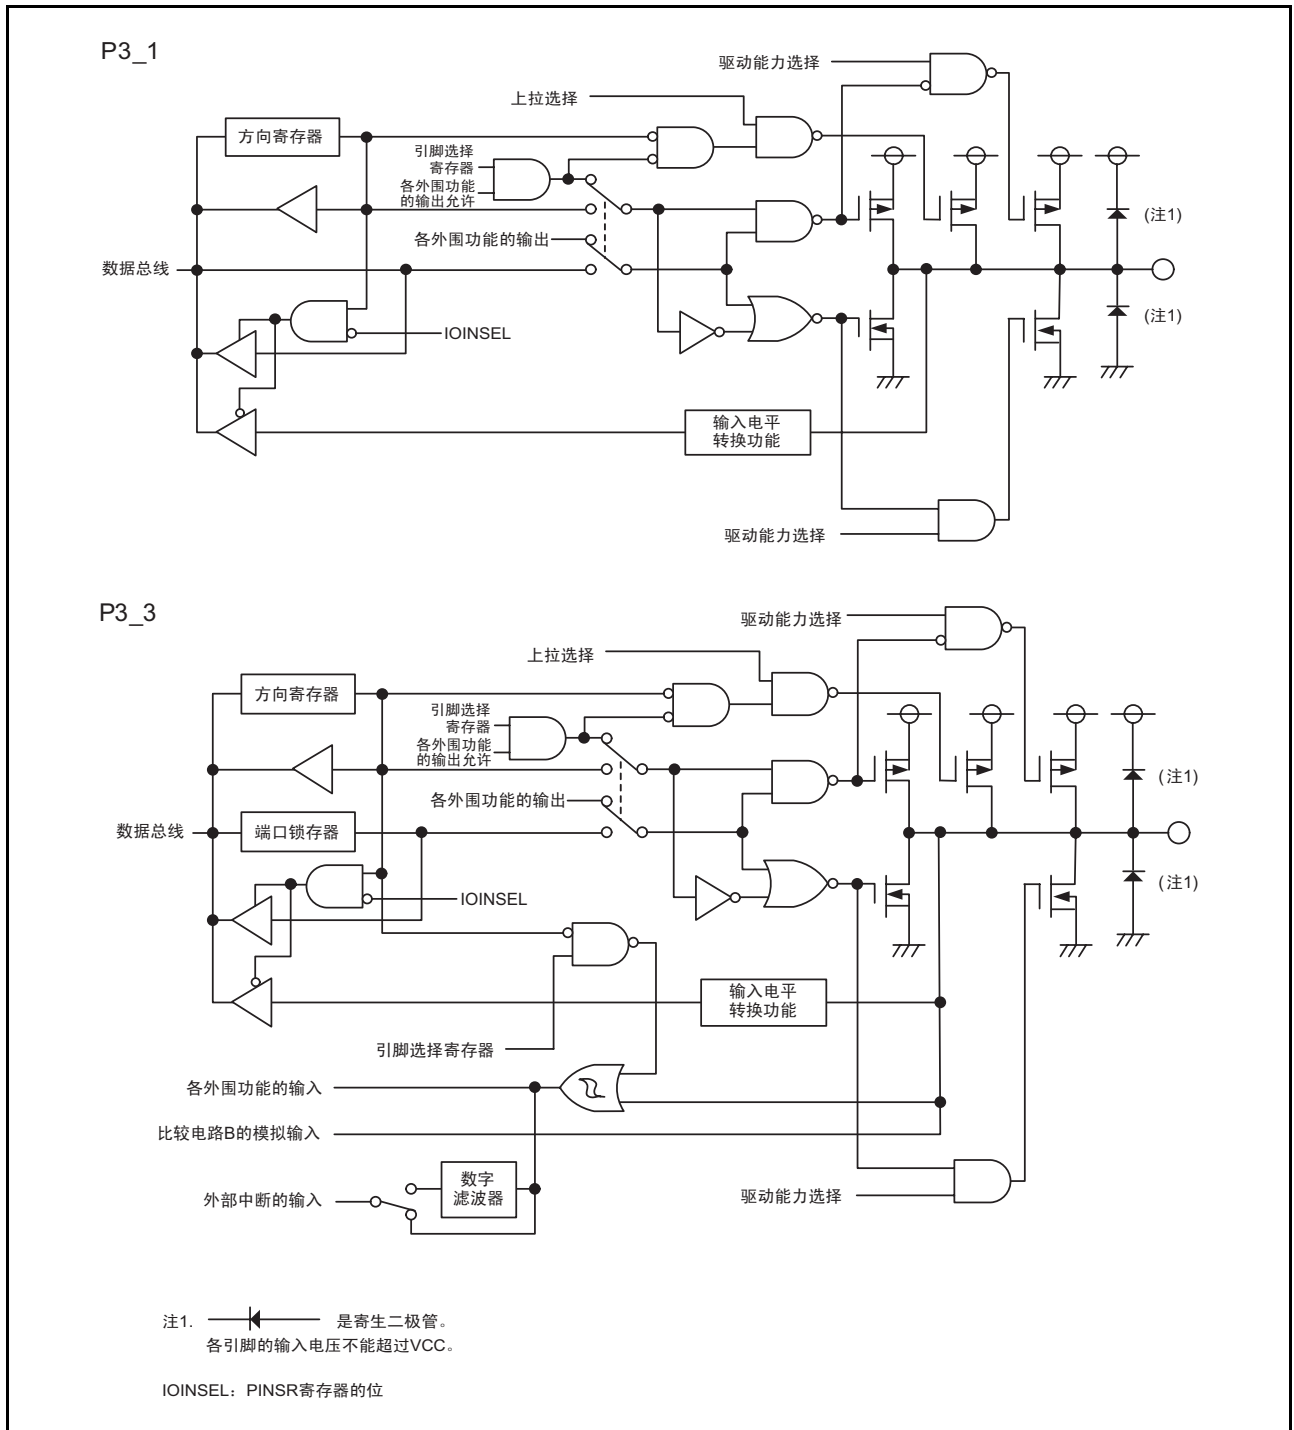 P3_1
驱动能力选择
上拉选择
方向寄存器
引脚选择
寄存器
各外围功能
的输出允许
(注1)
各外围功能的输出
数据总线
(注1)
IOINSEL
输入电平
转换功能
驱动能力选择
P3_3
驱动能力选择
上拉选择
方向寄存器
引脚选择
寄存器
各外围功能
的输出允许
(注1)
各外围功能的输出
数据总线
端口锁存器
(注1)
IOINSEL
输入电平
转换功能
引脚选择寄存器
各外围功能的输入
比较电路B的模拟输入
数字
滤波器
外部中断的输入
驱动能力选择
注1. 是寄生二极管。
各引脚的输入电压不能超过VCC。
IOINSEL：PINSR寄存器的位